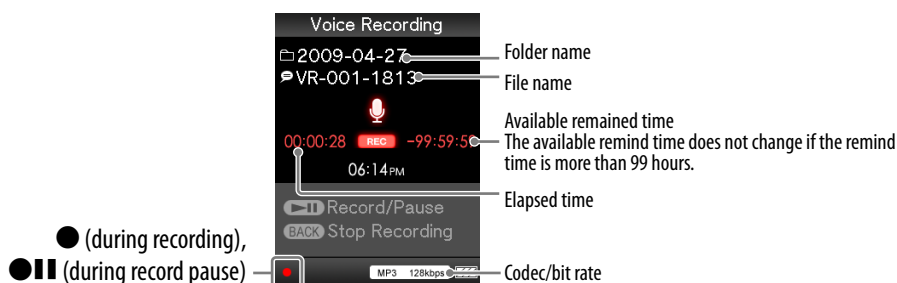 Voice Recording
2009-04-27
VR-001-1813
00:00:28 REC -99:59:5
06:14PM
Record/Pause
BACK Stop Recording
MP3 128kbps
Folder name
File name
Available remained time
The available remind time does not change if the remind
time is more than 99 hours.
Elapsed time
Codec/bit rate
(during recording),
(during record pause)